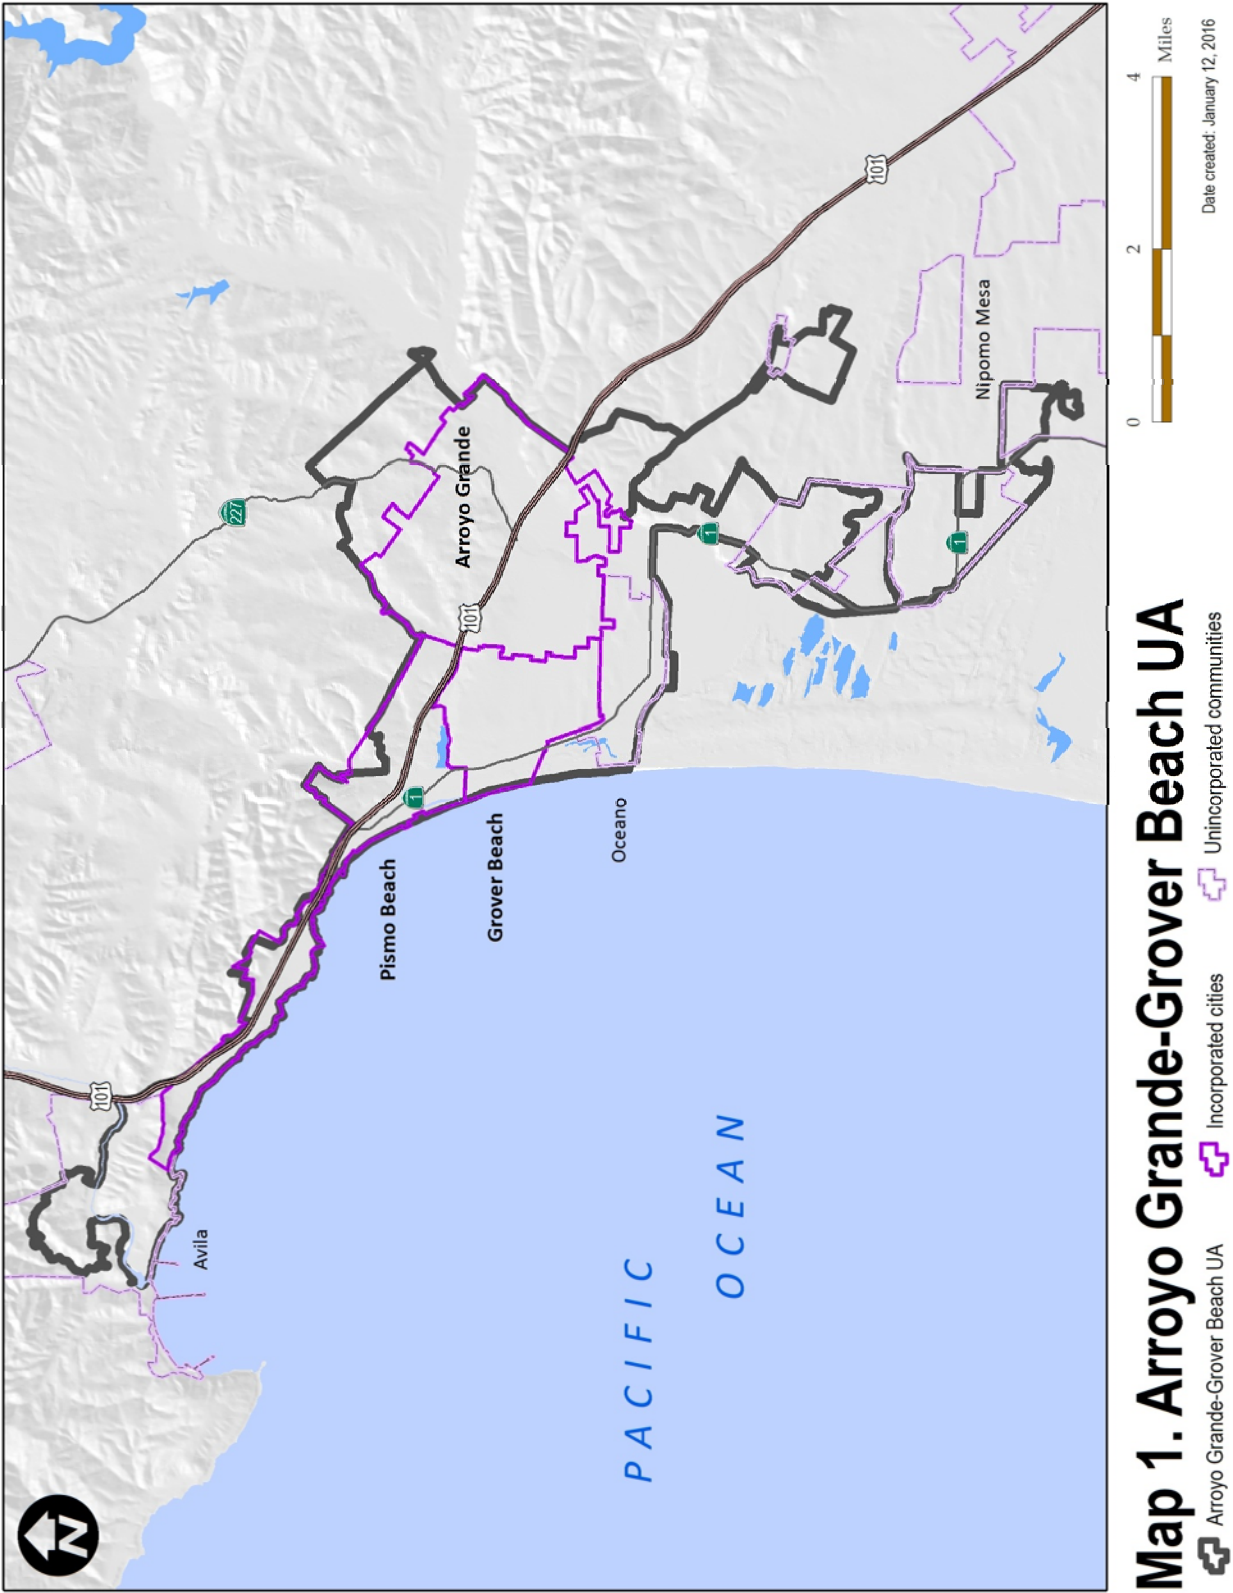 N
101
227
Avila
Pismo Beach
1
101
Arroyo Grande
Grover Beach
Oceano
101
1
Nipomo Mesa
1
PACIFIC
OCEAN
Map 1. Arroyo Grande-Grover Beach UA
0 2 4 Miles
Arroyo Grande-Grover Beach UA Incorporated cities Unincorporated communities
Date created: January 12, 2016